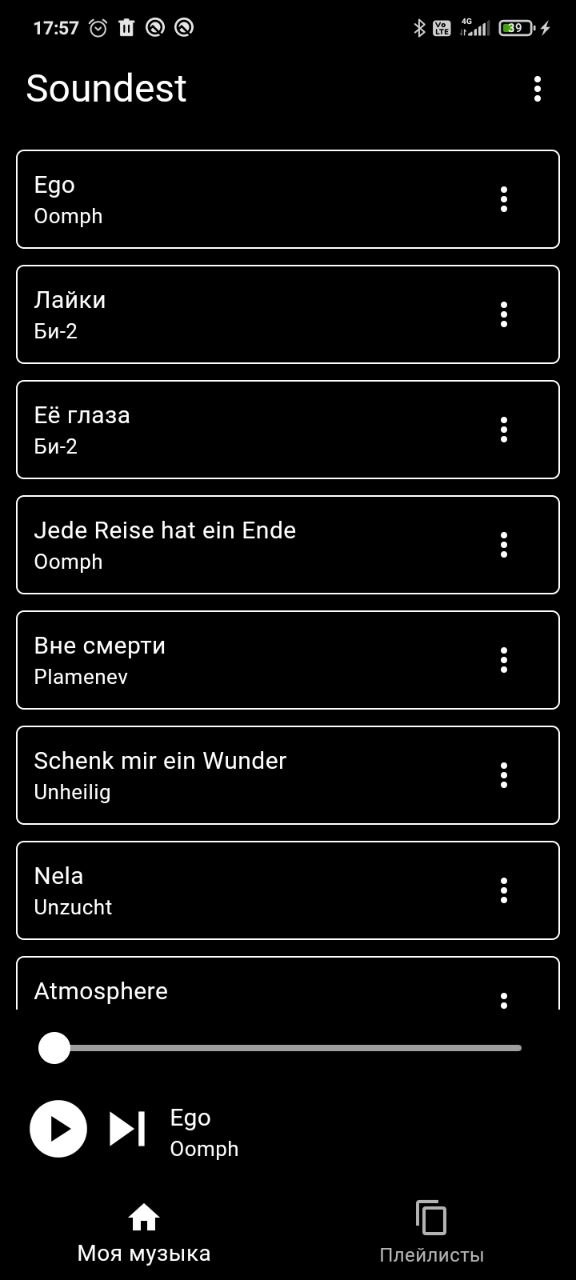 17:57 4G Vo LTE 39
Soundest
Ego
Oomph
Лайки
Би-2
Её глаза
Би-2
Jede Reise hat ein Ende
Oomph
Вне смерти
Plamenev
Schenk mir ein Wunder
Unheilig
Nela
Unzucht
Atmosphere
Ego
Oomph
Моя музыка
Плейлисты